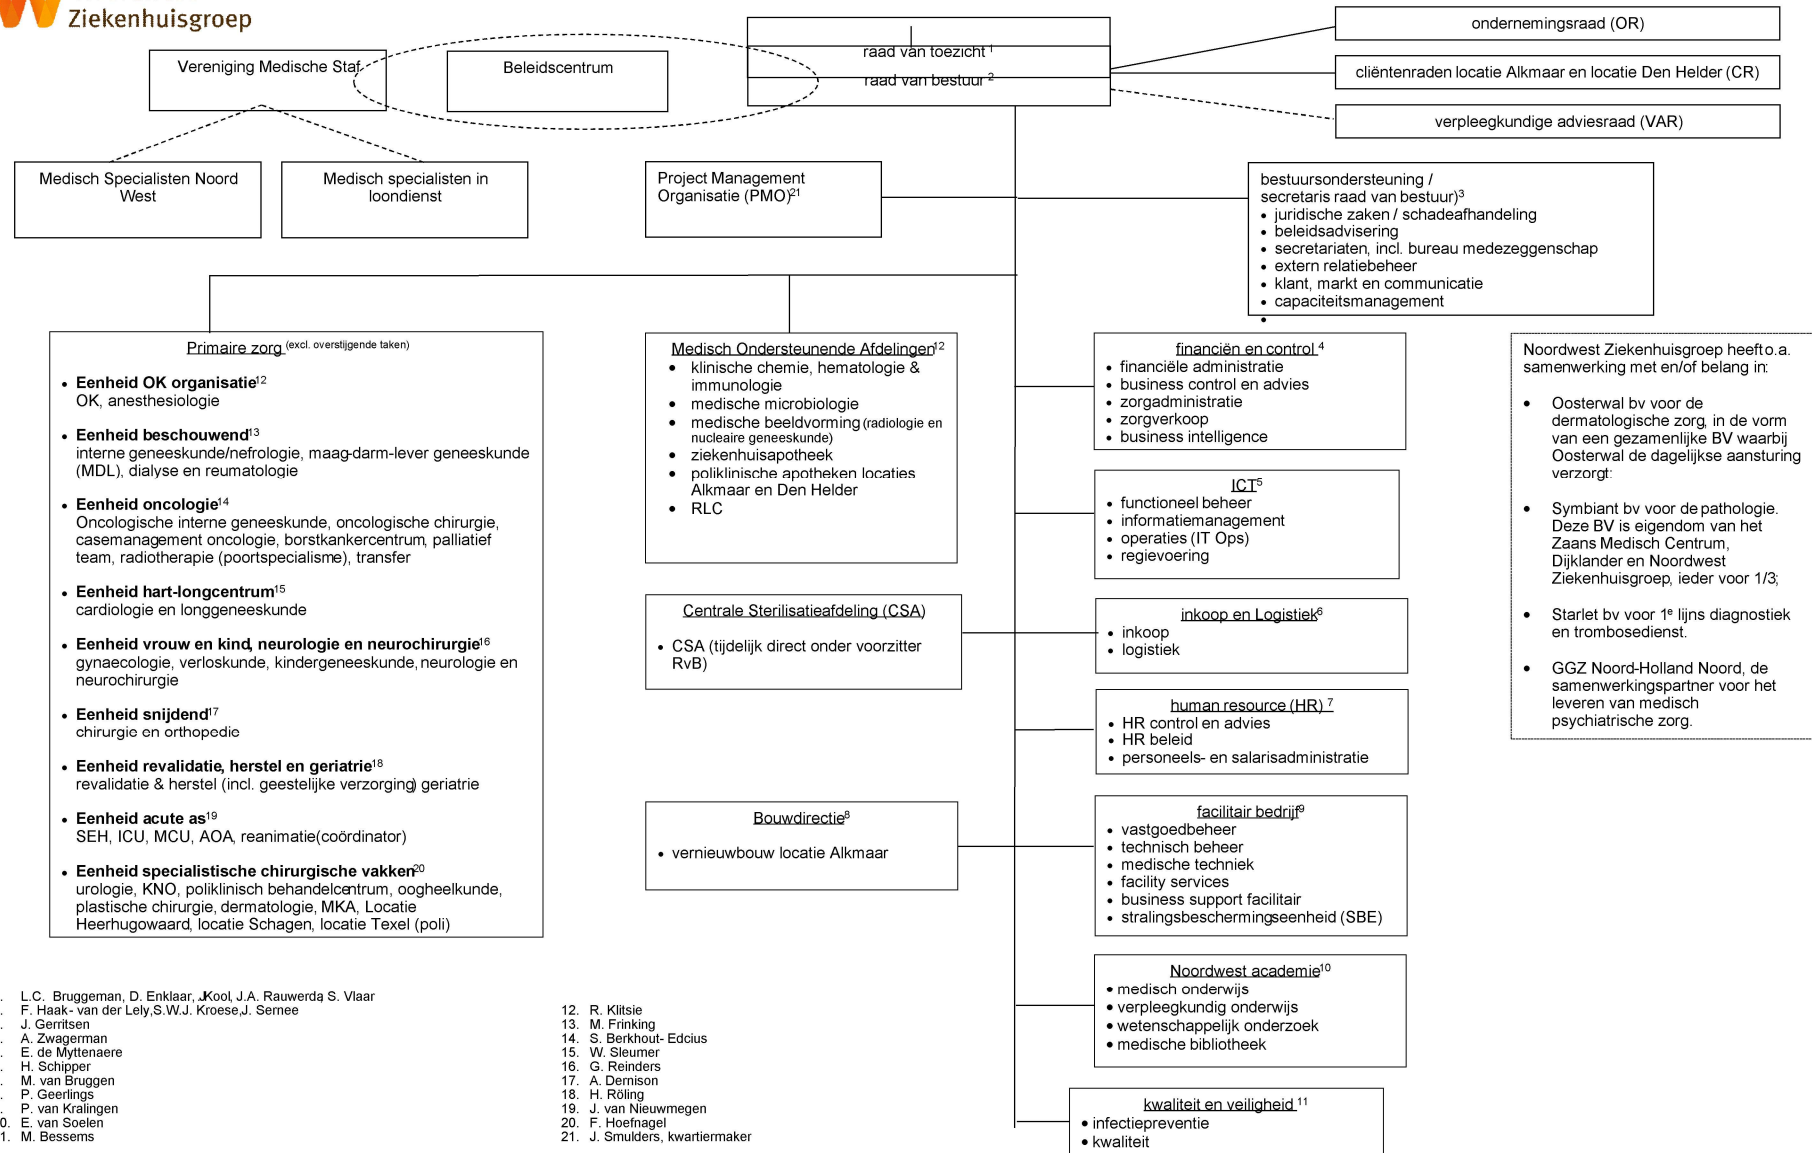 Ziekenhuisgroep
raad van toezicht 1
raad van bestuur 2
ondernemingsraad (OR)
cliëntenraden locatie Alkmaar en locatie Den Helder (CR)
verpleegkundige adviesraad (VAR)
Vereniging Medische Staf
Beleidscentrum
Medisch Specialisten Noord
West
Medisch specialisten in
loondienst
Project Management
Organisatie (PMO)21
bestuursondersteuning /
secretaris raad van bestuur)3
• juridische zaken / schadeafhandeling
• beleidsadvisering
• secretariaten, incl. bureau medezeggenschap
• extern relatiebeheer
• klant, markt en communicatie
• capaciteitsmanagement
•
Primaire zorg (excl. overstijgende taken)
• Eenheid OK organisatie12
OK, anesthesiologie
• Eenheid beschouwend13
interne geneeskunde/nefrologie, maag-darm-lever geneeskunde
(MDL), dialyse en reumatologie
• Eenheid oncologie14
Oncologische interne geneeskunde, oncologische chirurgie,
casemanagement oncologie, borstkankercentrum, palliatief
team, radiotherapie (poortspecialisme), transfer
• Eenheid hart-longcentrum15
cardiologie en longgeneeskunde
• Eenheid vrouw en kind, neurologie en neurochirurgie16
gynaecologie, verloskunde, kindergeneeskunde, neurologie en
neurochirurgie
• Eenheid snijdend17
chirurgie en orthopedie
• Eenheid revalidatie, herstel en geriatrie18
revalidatie & herstel (incl. geestelijke verzorging) geriatrie
• Eenheid acute as19
SEH, ICU, MCU, AOA, reanimatie(coördinator)
• Eenheid specialistische chirurgische vakken20
urologie, KNO, poliklinisch behandelcentrum, oogheelkunde,
plastische chirurgie, dermatologie, MKA, Locatie
Heerhugowaard, locatie Schagen, locatie Texel (poli)
Medisch Ondersteunende Afdelingen12
• klinische chemie, hematologie &
immunologie
• medische microbiologie
• medische beeldvorming (radiologie en
nucleaire geneeskunde)
• ziekenhuisapotheek
• poliklinische apotheken locaties
Alkmaar en Den Helder
• RLC
Centrale Sterilisatieafdeling (CSA)
• CSA (tijdelijk direct onder voorzitter
RvB)
Bouwdirectie8
• vernieuwbouw locatie Alkmaar
financiën en control 4
• financiële administratie
• business control en advies
• zorgadministratie
• zorgverkoop
• business intelligence
ICT5
• functioneel beheer
• informatiemanagement
• operaties (IT Ops)
• regievoering
inkoop en Logistiek6
• inkoop
• logistiek
human resource (HR) 7
• HR control en advies
• HR beleid
• personeels- en salarisadministratie
facilitair bedrijf9
• vastgoedbeheer
• technisch beheer
• medische techniek
• facility services
• business support facilitair
• stralingsbeschermingseenheid (SBE)
Noordwest academie10
• medisch onderwijs
• verpleegkundig onderwijs
• wetenschappelijk onderzoek
• medische bibliotheek
kwaliteit en veiligheid 11
• infectiepreventie
• kwaliteit
Noordwest Ziekenhuisgroep heeft o.a.
samenwerking met en/of belang in:
• Oosterwal bv voor de
dermatologische zorg, in de vorm
van een gezamenlijke BV waarbij
Oosterwal de dagelijkse aansturing
verzorgt:
• Symbiant bv voor de pathologie.
Deze BV is eigendom van het
Zaans Medisch Centrum,
Dijklander en Noordwest
Ziekenhuisgroep, ieder voor 1/3;
• Starlet bv voor 1e lijns diagnostiek
en trombosedienst.
• GGZ Noord-Holland Noord, de
samenwerkingspartner voor het
leveren van medisch
psychiatrische zorg.
. L.C. Bruggeman, D. Enklaar, J.Kool, J.A. Rauwerda, S. Vlaar
. F. Haak- van der Lely,S.W.J. Kroese,J. Sernee
. J. Gerritsen
. A. Zwagerman
. E. de Myttenaere
. H. Schipper
. M. van Bruggen
. P. Geerlings
. P. van Kralingen
0. E. van Soelen
1. M. Bessems
12. R. Klitsie
13. M. Frinking
14. S. Berkhout- Edcius
15. W. Sleumer
16. G. Reinders
17. A. Dernison
18. H. Röling
19. J. van Nieuwmegen
20. F. Hoefnagel
21. J. Smulders, kwartiermaker